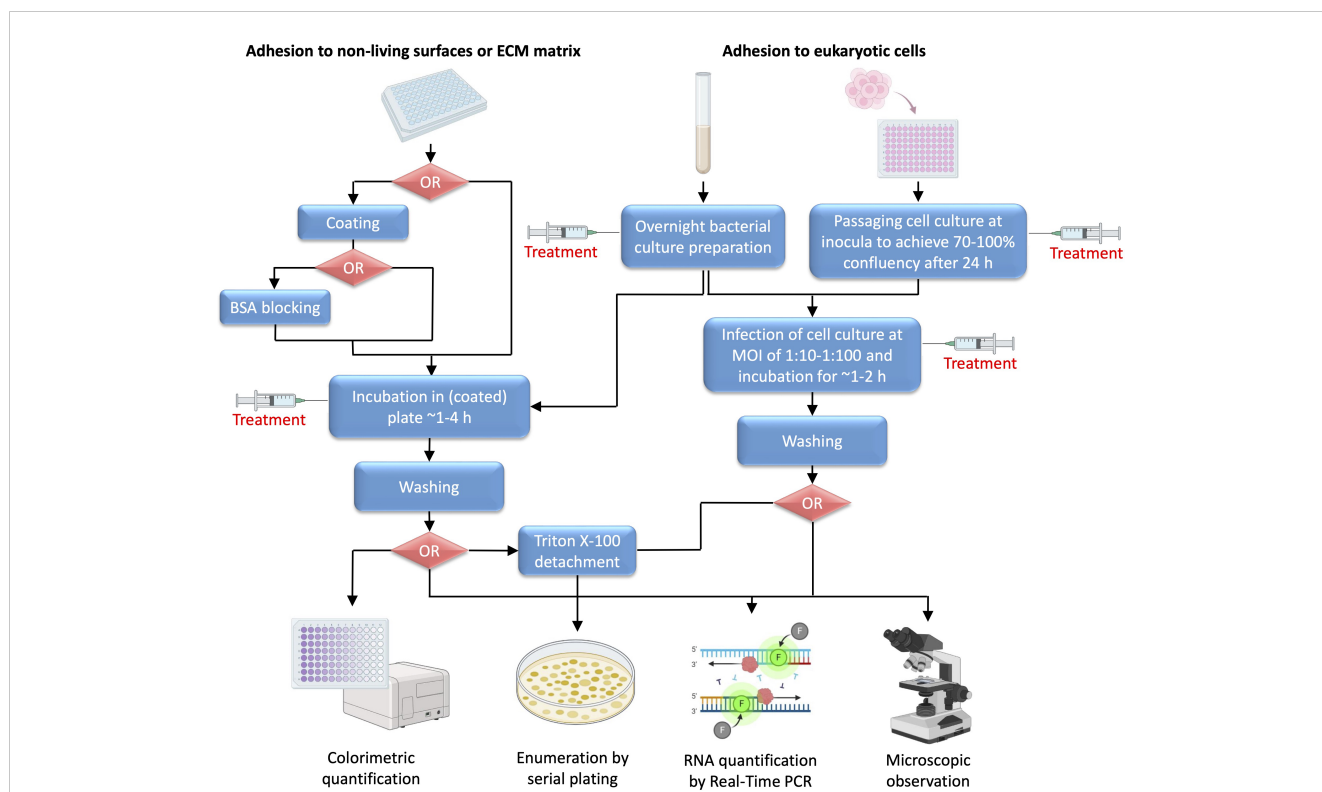 Adhesion to non-living surfaces or ECM matrix
Adhesion to eukaryotic cells
OR
Coating
OR
BSA blocking
Treatment
Overnight bacterial
culture preparation
Passaging cell culture at
inocula to achieve 70-100%
confluency after 24 h
Treatment
Infection of cell culture at
MOI of 1:10-1:100 and
incubation for ~1-2 h
Treatment
Treatment
Incubation in (coated)
plate ~1-4 h
Washing
Washing
OR
OR
Triton X-100
detachment
F
5'
3'
F
5'
3'
F
F
Colorimetric
quantification
Enumeration by
serial plating
RNA quantification
by Real-Time PCR
Microscopic
observation